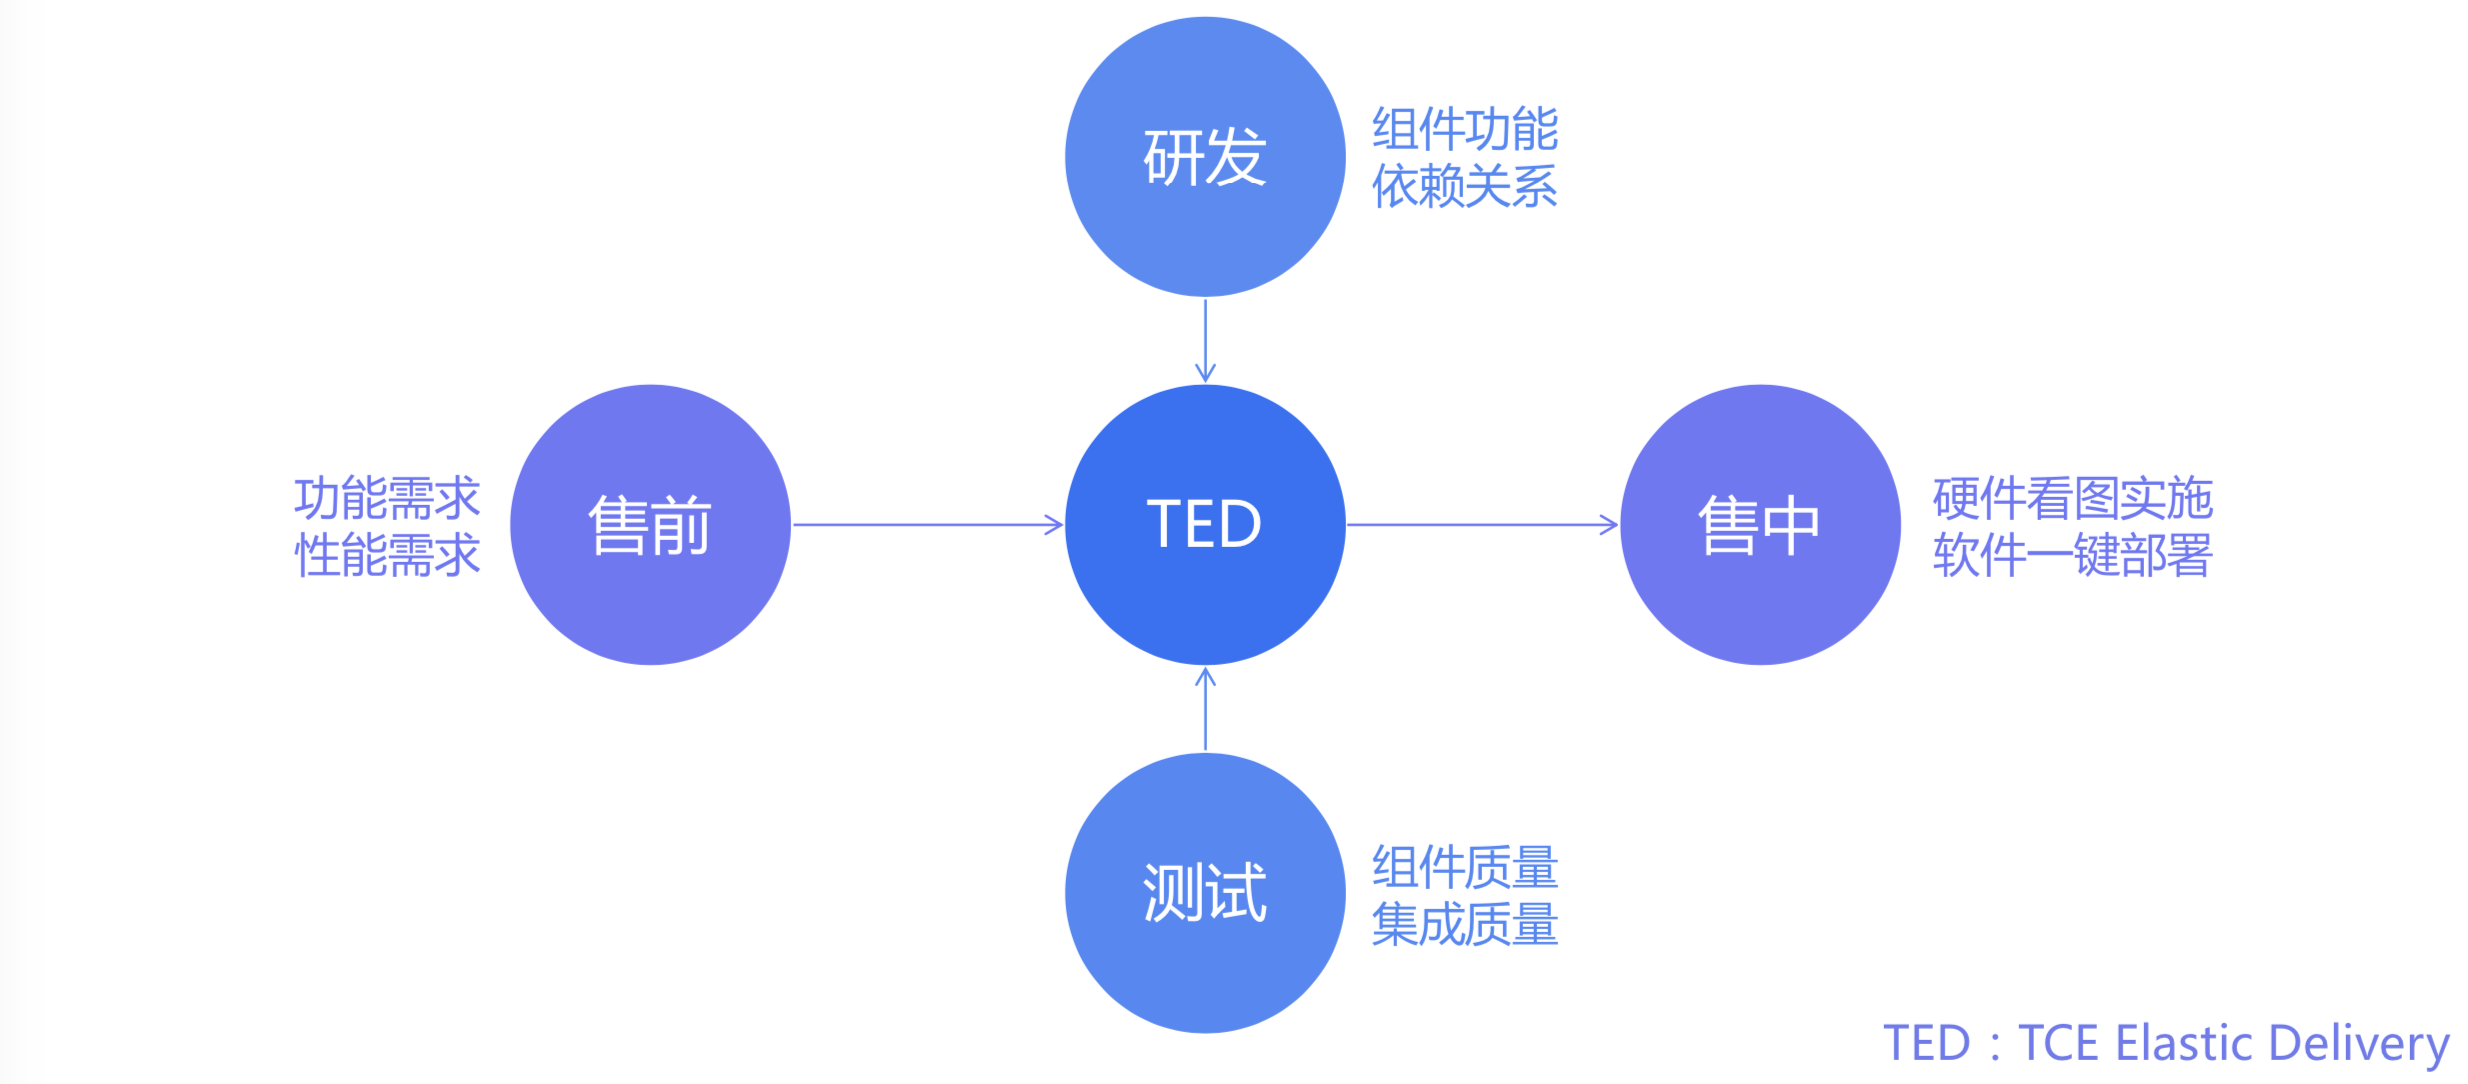 研发
组件功能
依赖关系
功能需求
性能需求
售前
TED
售中
硬件看图实施
软件一键部署
测试
组件质量
集成质量
TED：TCE Elastic Delivery